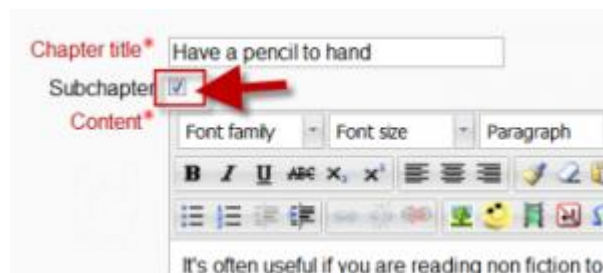 Chapter title* Have a pencil to hand
Subchapter
Content*
Font family Font size Paragraph
B I U ABC X, x'
It's often useful if you are reading non fiction to